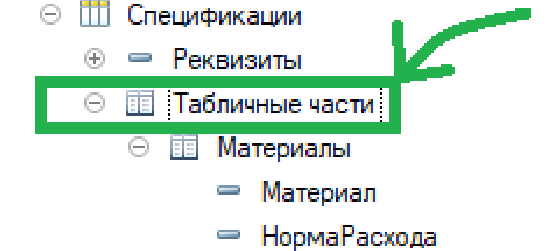 Спецификации
Реквизиты
Табличные части
Материалы
Материал
НормаРасхода